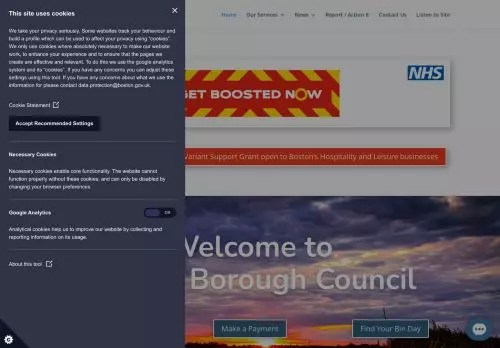 This site uses cookies
We take your privacy seriously. Some websites track your behaviour and
build a profile which can be used to affect your privacy using "cookies".
We only use cookies where absolutely necessary to make our website
work, to enhance your experience and to ensure that the pages we
create are effective and relevant. To do this we use the google analytics
system and its "cookies". If you have any concerns you can adjust these
settings using this tool. If you have any concerns about what we use the
information for please contact data.protection@boston.gov.uk.
Cookie Statement
Accept Recommended Settings
Necessary Cookies
Necessary cookies enable core functionality. The website cannot
function properly without these cookies, and can only be disabled by
changing your browser preferences.
Google Analytics
Off
Analytical cookies help us to improve our website by collecting and
reporting information on its usage.
About this tool
Home Our Services News Report / Action It Contact Us Listen to Site
GET BOOSTED NOW
NHS
Variant Support Grant open to Boston's Hospitality and Leisure businesses
Welcome to
Borough Council
Make a Payment
Find Your Bin Day